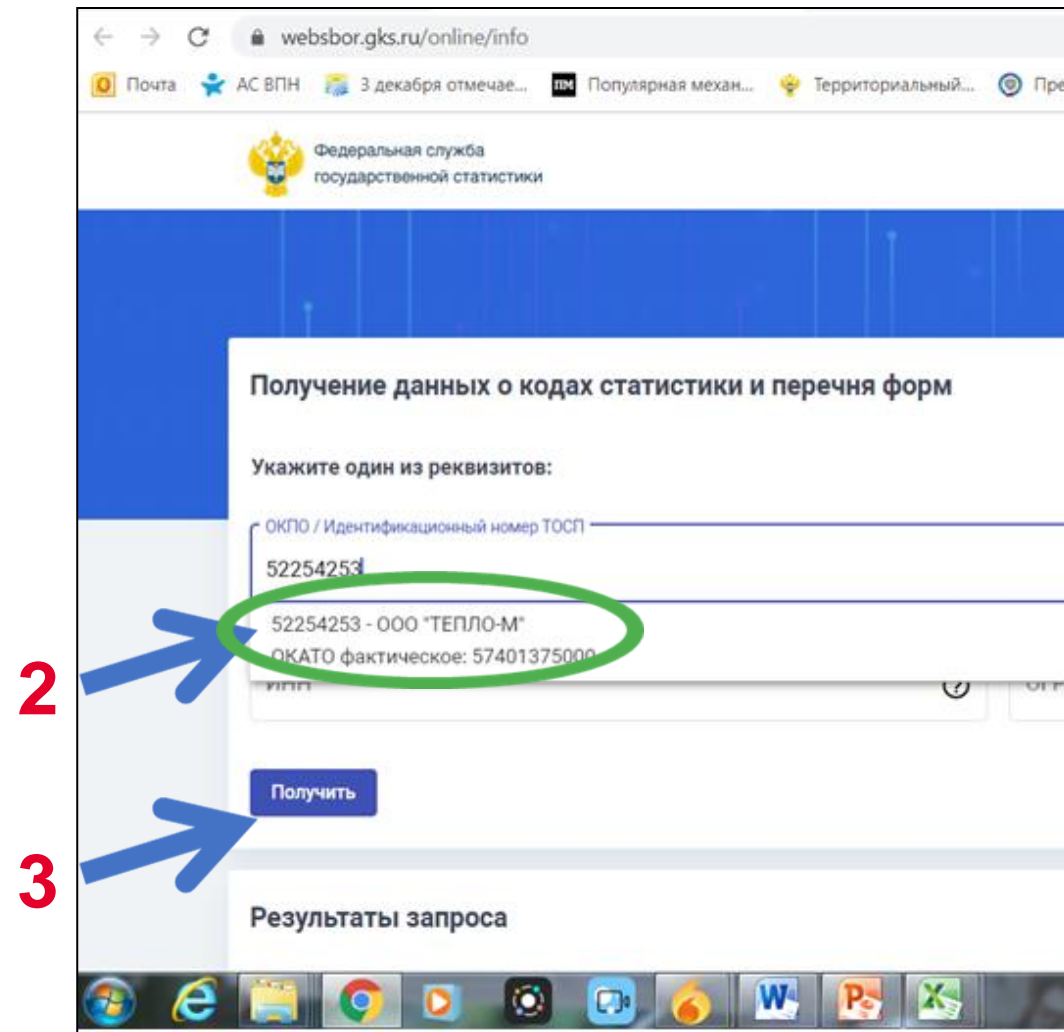 websbor.gks.ru/online/info
Почта АС ВПН 3 декабря отмечае... ПМ Популярная механ... Территориальный... Пре
Федеральная служба
государственной статистики
Получение данных о кодах статистики и перечня форм
Укажите один из реквизитов:
ОКПО / Идентификационный номер ТОСП
52254253
52254253 - ООО "ТЕПЛО-М"
ОКАТО фактическое: 57401375000
2
ИНН
Получить
3
Результаты запроса